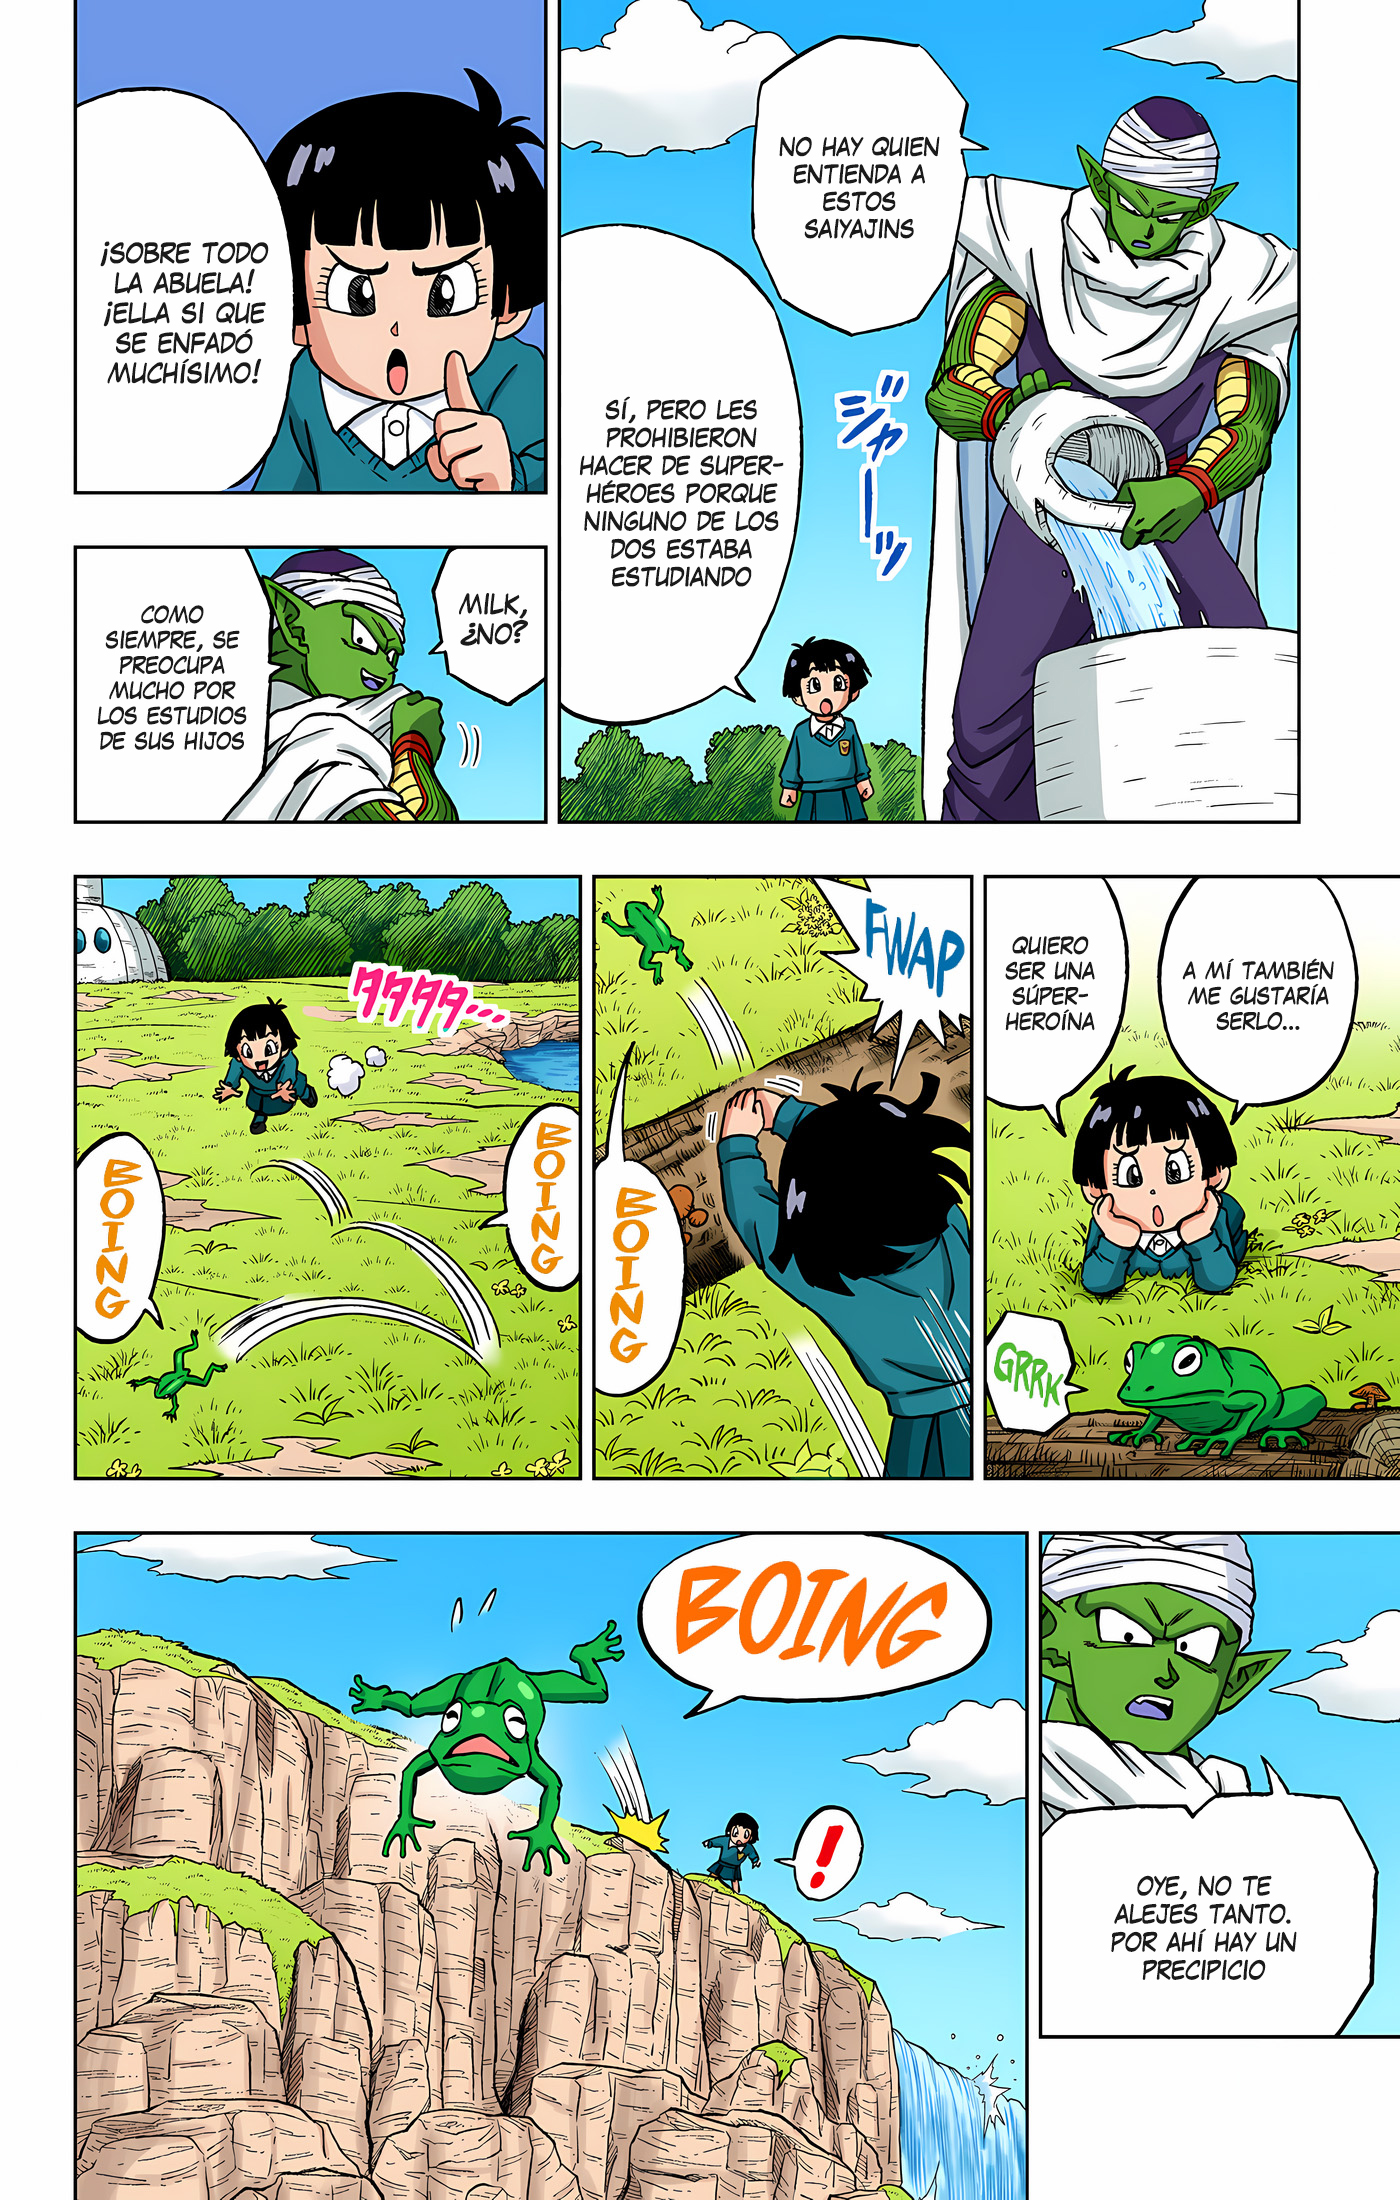 NO HAY QUIEN
ENTIENDA A
ESTOS
SAIYAJINS
ジャーッ
SÍ, PERO LES
PROHIBIERON
HACER DE SUPER-
HÉROES PORQUE
NINGUNO DE LOS
DOS ESTABA
ESTUDIANDO
¡SOBRE TODO
LA ABUELA!
¡ELLA SI QUE
SE ENFADÓ
MUCHÍSIMO!
MILK,
¿NO?
COMO
SIEMPRE, SE
PREOCUPA
MUCHO POR
LOS ESTUDIOS
DE SUS HIJOS
A MÍ TAMBIÉN
ME GUSTARÍA
SERLO...
QUIERO
SER UNA
SÚPER-
HEROÍNA
GRRK
FWAP
BOING
タタタタ...
BOING
BOING
OYE, NO TE
ALEJES TANTO.
POR AHÍ HAY UN
PRECIPICIO
BOING
!